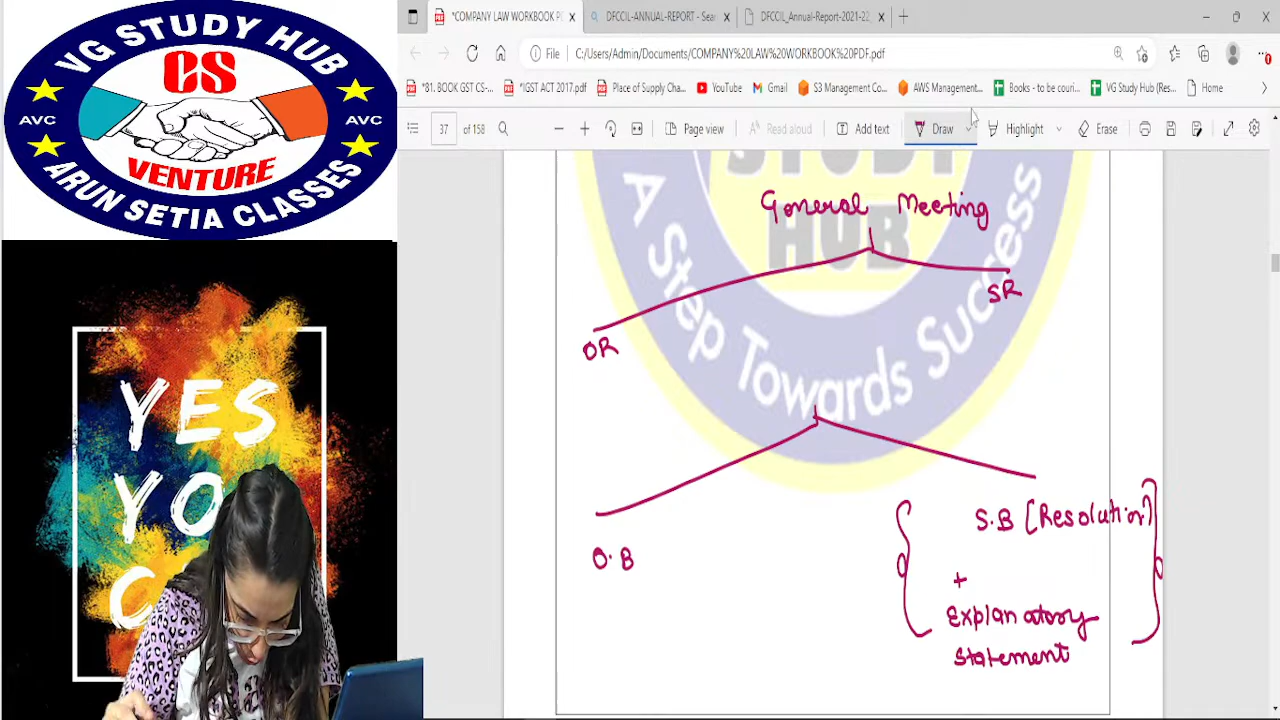 VG STUDY HUB
CS
AVC
AVC
VENTURE
ARUN SETIA CLASSES
YES
YO
C
*COMPANY LAW WORKBOOK P
DFCCIL-ANNUAL-REPORT - Sea
DFCCIL_Annual-Report-2021-22
File
C:/Users/Admin/Documents/COMPANY%20LAW%20WORKBOOK%20PDF.pdf
*81. BOOK GST
*IGST ACT 2017.pdf
Place of Supply Cha...
YouTube
Gmail
S3 Management Co...
AWS Management...
Books - to be couri...
Study Hub (Res...
Home
37 of 158
Page view
Read aloud
Add text
Draw
Highlight
Erase
STUDY
HUB
A Step Towards Success
General Meeting
SR
OR
S.B [Resolution]
O.B
+
Explanatory
Statement